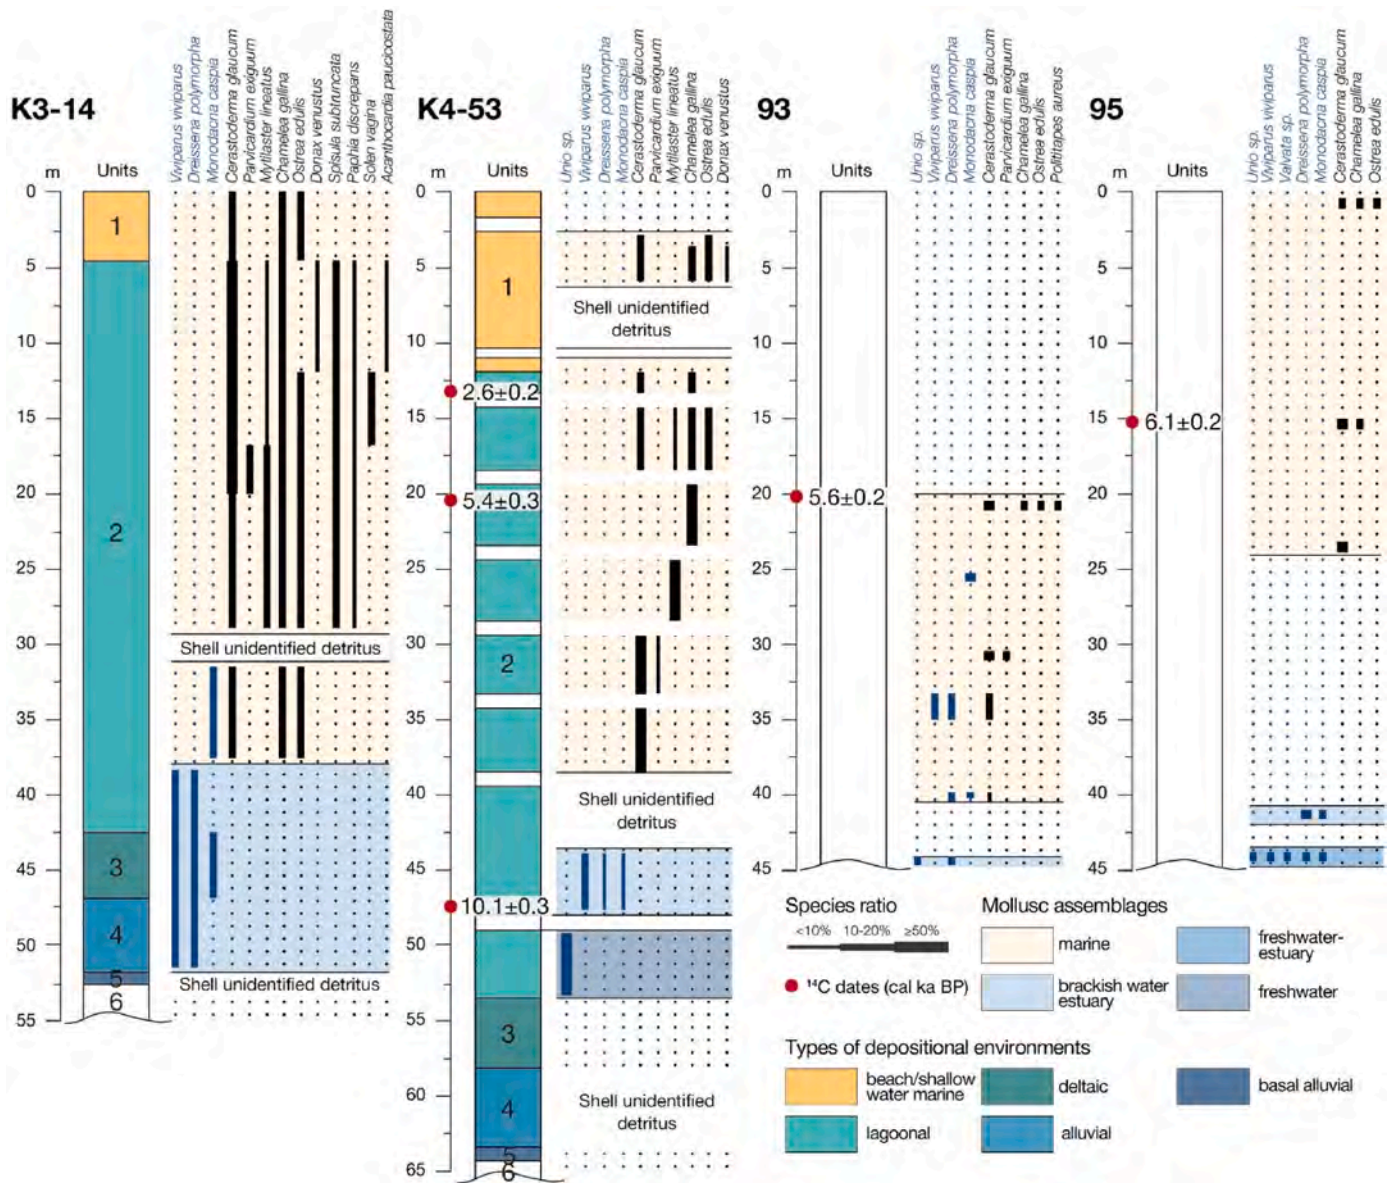 K3-14
m
Units
Viviparus viviparus
Dreissena polymorpha
Monodacna caspia
Cerastoderma glaucum
Parvicardium exiguum
Mytilaster lineatus
Chamelea gallina
Ostrea edulis
Donax venustus
Spisula subtruncata
Paphia discrepans
Solen vagina
Acanthocardia paucicostata
0
5
10
15
20
25
30
35
40
45
50
55
1
2
3
4
5
6
Shell unidentified detritus
Shell unidentified detritus
K4-53
m
Units
Unio sp.
Viviparus viviparus
Dreissena polymorpha
Monodacna caspia
Cerastoderma glaucum
Parvicardium exiguum
Mytilaster lineatus
Chamelea gallina
Ostrea edulis
Donax venustus
0
5
10
15
20
25
30
35
40
45
50
55
60
65
1
2.6±0.2
5.4±0.3
2
10.1±0.3
3
4
5
6
Shell unidentified
detritus
Shell unidentified
detritus
Shell unidentified
detritus
93
m
Units
Unio sp.
Viviparus viviparus
Dreissena polymorpha
Monodacna caspia
Cerastoderma glaucum
Parvicardium exiguum
Chamelea gallina
Ostrea edulis
Polititapes aureus
0
5
10
15
20
25
30
35
40
45
5.6±0.2
95
m
Units
Unio sp.
Viviparus viviparus
Valvata sp.
Dreissena polymorpha
Monodacna caspia
Cerastoderma glaucum
Chamelea gallina
Ostrea edulis
0
5
10
15
20
25
30
35
40
45
6.1±0.2
Species ratio
<10% 10-20% ≥50%
¹⁴C dates (cal ka BP)
Mollusc assemblages
marine
brackish water
estuary
freshwater-
estuary
freshwater
Types of depositional environments
beach/shallow
water marine
lagoonal
deltaic
alluvial
basal alluvial